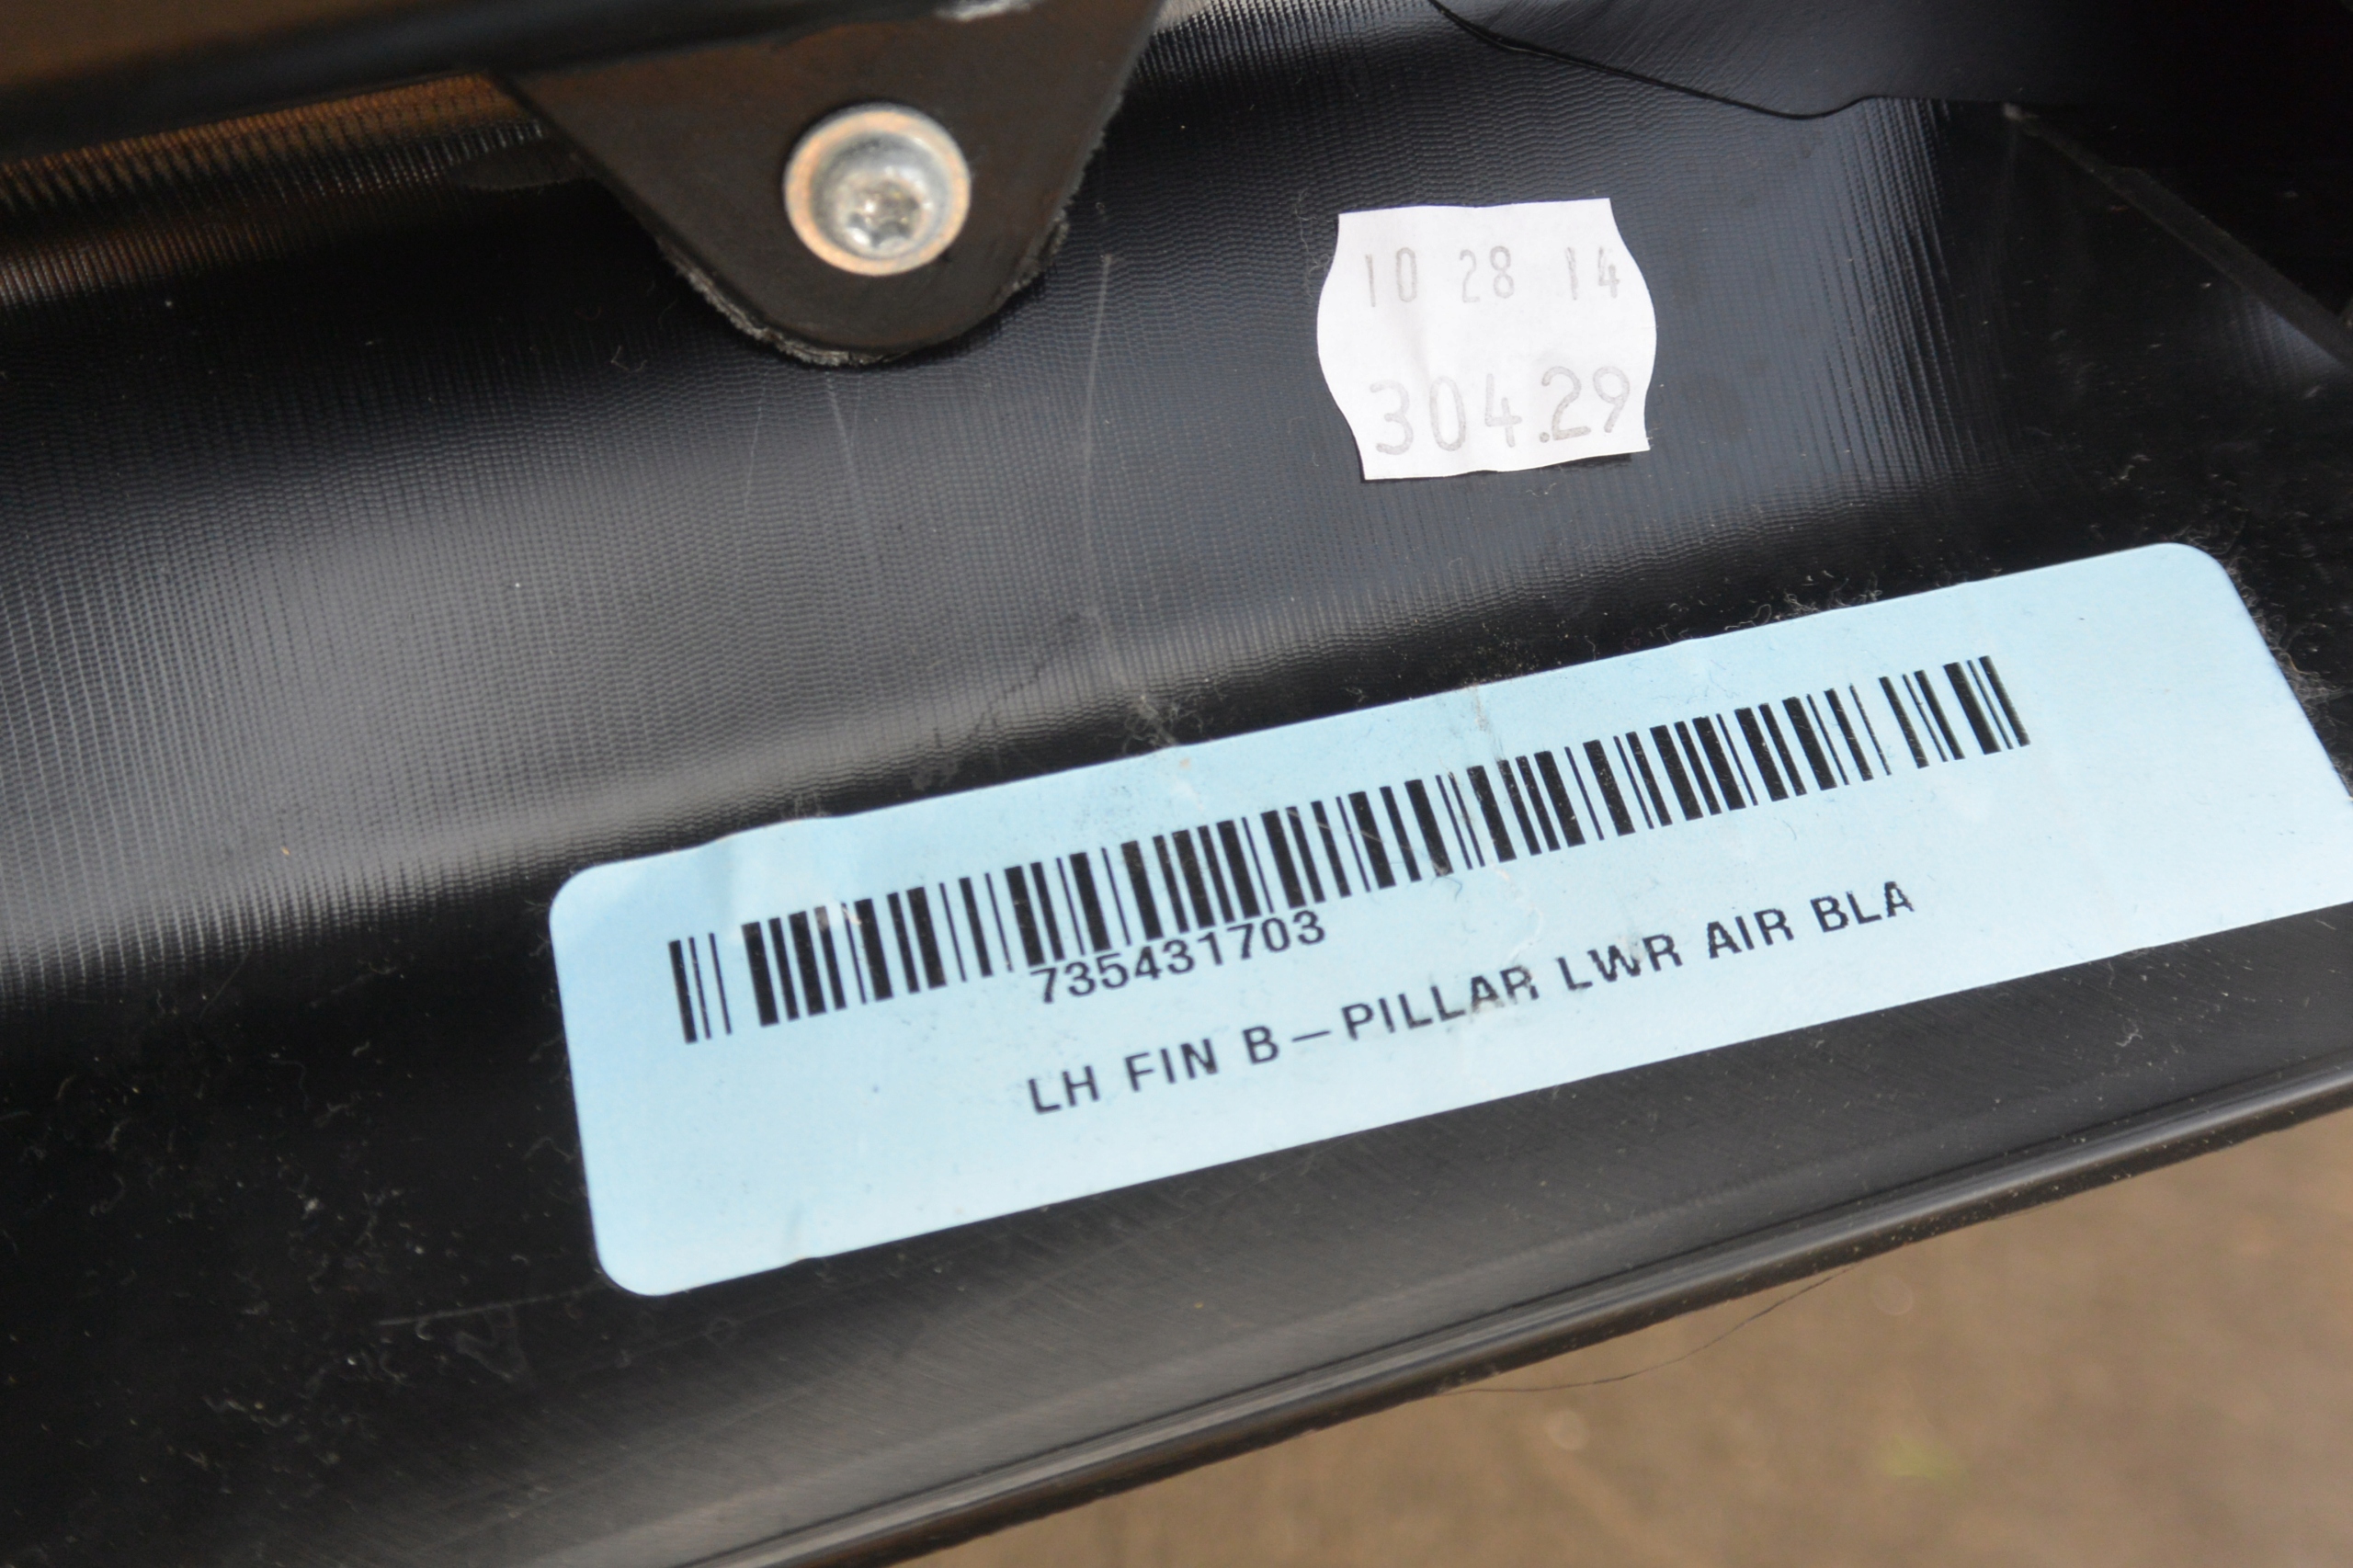 10 28 14
304.29
735431703
LH FIN B—PILLAR LWR AIR BLA